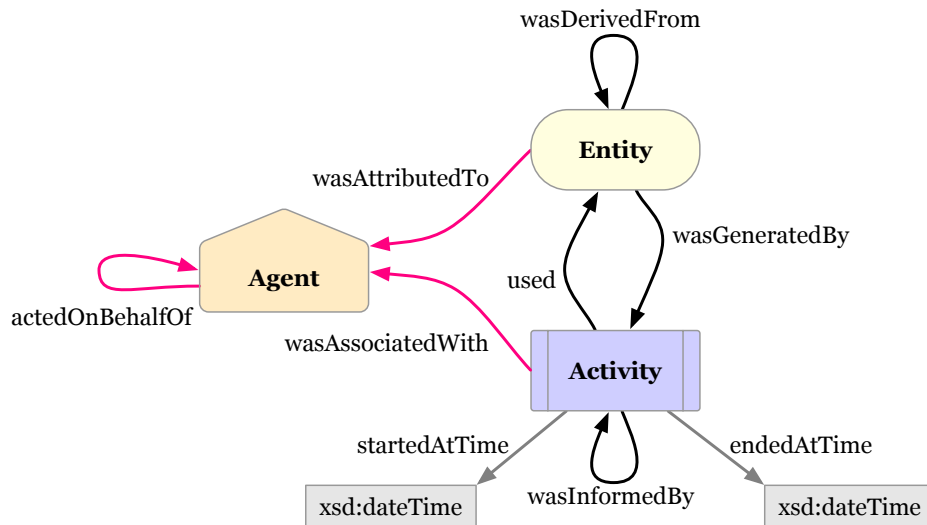 wasDerivedFrom
Entity
wasAttributedTo
wasGeneratedBy
used
Agent
actedOnBehalfOf
wasAssociatedWith
Activity
startedAtTime
endedAtTime
wasInformedBy
xsd:dateTime
xsd:dateTime